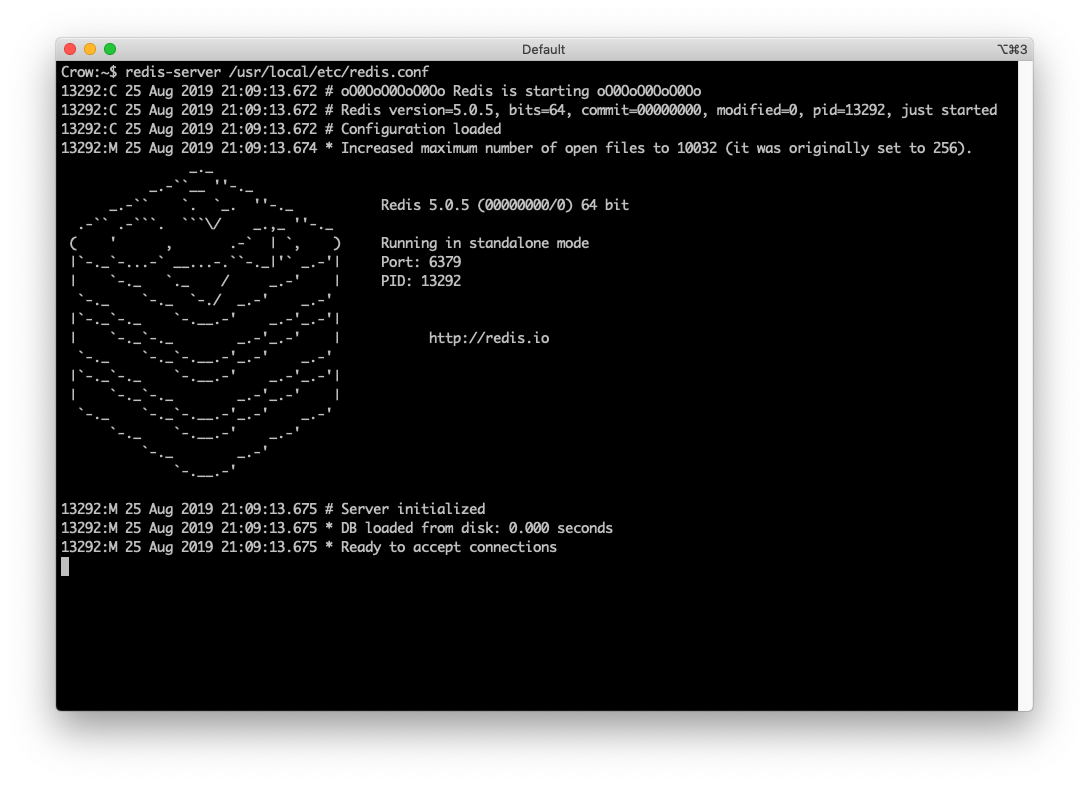 Default
⌥⌘3
Crow:~$ redis-server /usr/local/etc/redis.conf
13292:C 25 Aug 2019 21:09:13.672 # oO0OoO0OoO0Oo Redis is starting oO0OoO0OoO0Oo
13292:C 25 Aug 2019 21:09:13.672 # Redis version=5.0.5, bits=64, commit=00000000, modified=0, pid=13292, just started
13292:C 25 Aug 2019 21:09:13.672 # Configuration loaded
13292:M 25 Aug 2019 21:09:13.674 * Increased maximum number of open files to 10032 (it was originally set to 256).
Redis 5.0.5 (00000000/0) 64 bit
Running in standalone mode
Port: 6379
PID: 13292
http://redis.io
13292:M 25 Aug 2019 21:09:13.675 # Server initialized
13292:M 25 Aug 2019 21:09:13.675 * DB loaded from disk: 0.000 seconds
13292:M 25 Aug 2019 21:09:13.675 * Ready to accept connections